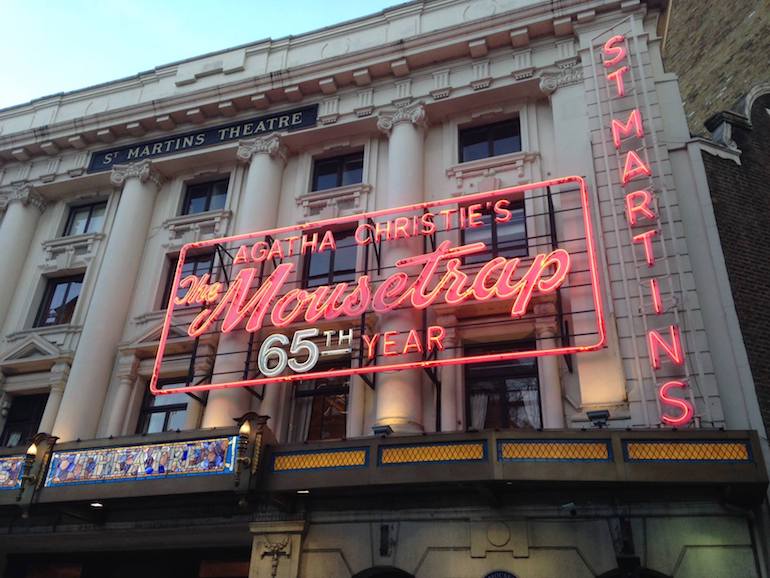 ST MARTINS THEATRE
AGATHA CHRISTIE'S
The Mousetrap
65TH YEAR
ST MARTINS